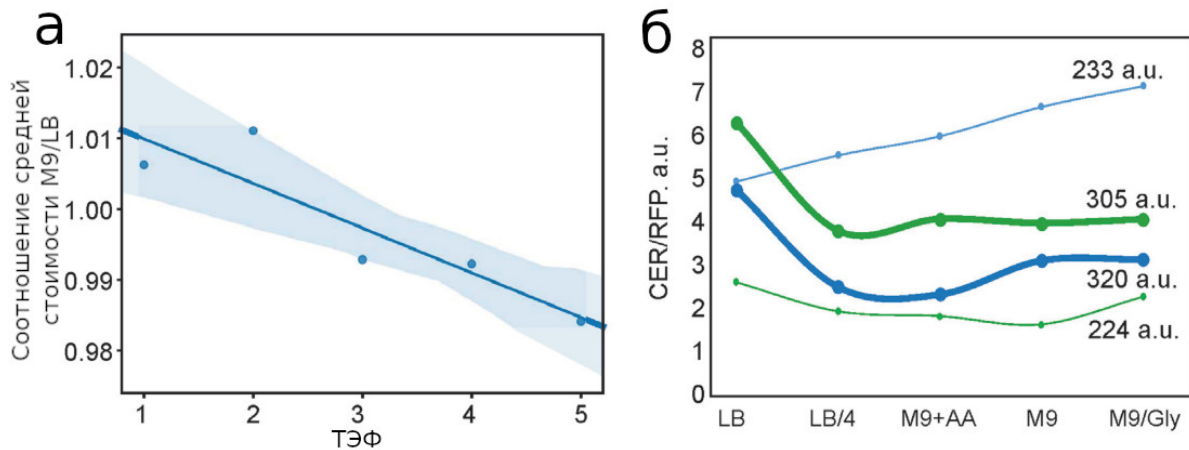 а
Соотношение средней
стоимости M9/LB
1.02
1.01
1.00
0.99
0.98
1 2 3 4 5
ТЭФ
б
CER/RFP. a.u.
8
7
6
5
4
3
2
1
0
233 a.u.
305 a.u.
320 a.u.
224 a.u.
LB LB/4 M9+AA M9 M9/Gly